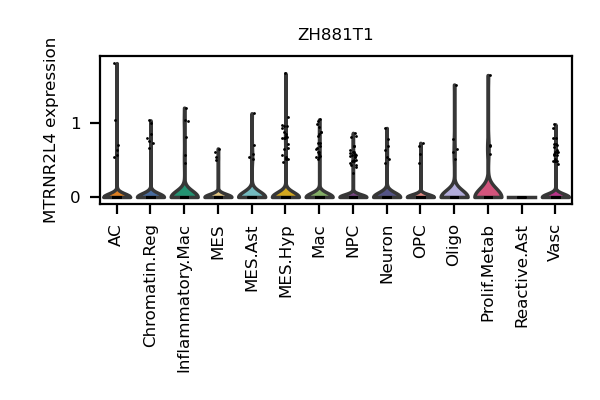 ZH881T1
MTRNR2L4 expression
1
0
AC
Chromatin.Reg
Inflammatory.Mac
MES
MES.Ast
MES.Hyp
Mac
NPC
Neuron
OPC
Oligo
Prolif.Metab
Reactive.Ast
Vasc